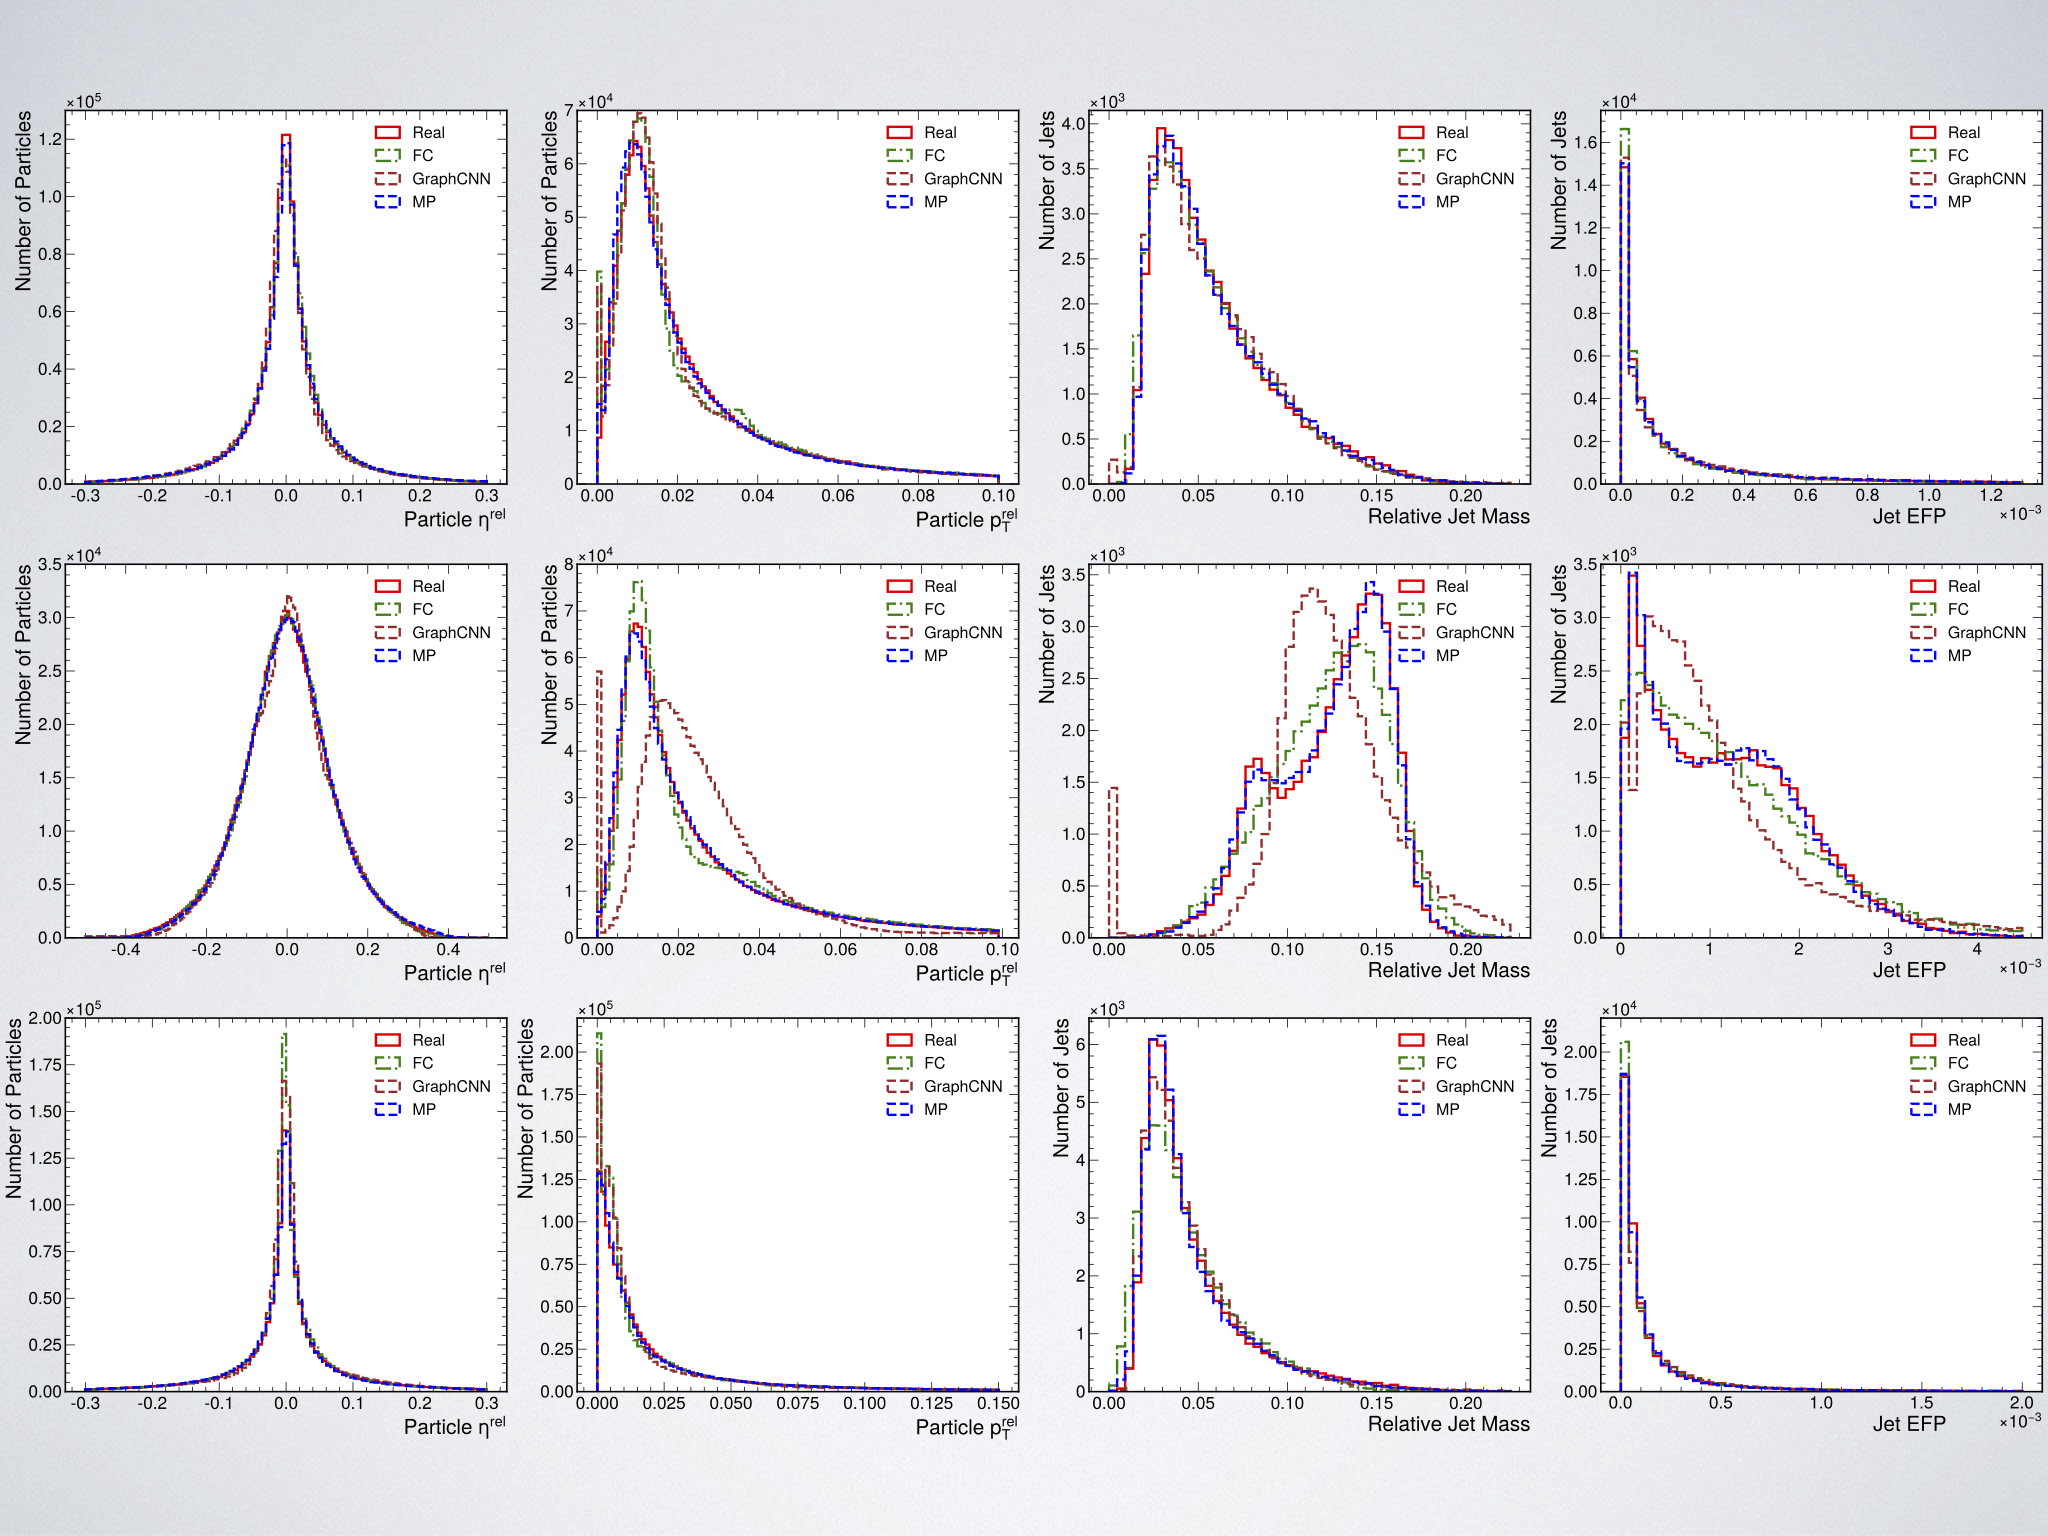 ×10⁵
Number of Particles
1.2
1.0
0.8
0.6
0.4
0.2
0.0
-0.3 -0.2 -0.1 0.0 0.1 0.2 0.3
Particle ηʳᵉˡ
Real
FC
GraphCNN
MP
×10⁴
Number of Particles
7
6
5
4
3
2
1
0
0.00 0.02 0.04 0.06 0.08 0.10
Particle p_T^rel
Real
FC
GraphCNN
MP
×10³
Number of Jets
4.0
3.5
3.0
2.5
2.0
1.5
1.0
0.5
0.0
0.00 0.05 0.10 0.15 0.20
Relative Jet Mass
Real
FC
GraphCNN
MP
×10⁴
Number of Jets
1.6
1.4
1.2
1.0
0.8
0.6
0.4
0.2
0.0
0.0 0.2 0.4 0.6 0.8 1.0 1.2
Jet EFP ×10⁻³
Real
FC
GraphCNN
MP
×10⁴
Number of Particles
3.5
3.0
2.5
2.0
1.5
1.0
0.5
0.0
-0.4 -0.2 0.0 0.2 0.4
Particle ηʳᵉˡ
Real
FC
GraphCNN
MP
×10⁴
Number of Particles
8
7
6
5
4
3
2
1
0
0.00 0.02 0.04 0.06 0.08 0.10
Particle p_T^rel
Real
FC
GraphCNN
MP
×10³
Number of Jets
3.5
3.0
2.5
2.0
1.5
1.0
0.5
0.0
0.00 0.05 0.10 0.15 0.20
Relative Jet Mass
Real
FC
GraphCNN
MP
×10³
Number of Jets
3.5
3.0
2.5
2.0
1.5
1.0
0.5
0.0
0 1 2 3 4
Jet EFP ×10⁻³
Real
FC
GraphCNN
MP
×10⁵
Number of Particles
2.00
1.75
1.50
1.25
1.00
0.75
0.50
0.25
0.00
-0.3 -0.2 -0.1 0.0 0.1 0.2 0.3
Particle ηʳᵉˡ
Real
FC
GraphCNN
MP
×10⁵
Number of Particles
2.00
1.75
1.50
1.25
1.00
0.75
0.50
0.25
0.00
0.000 0.025 0.050 0.075 0.100 0.125 0.150
Particle p_T^rel
Real
FC
GraphCNN
MP
×10³
Number of Jets
6
5
4
3
2
1
0
0.00 0.05 0.10 0.15 0.20
Relative Jet Mass
Real
FC
GraphCNN
MP
×10⁴
Number of Jets
2.00
1.75
1.50
1.25
1.00
0.75
0.50
0.25
0.00
0.0 0.5 1.0 1.5 2.0
Jet EFP ×10⁻³
Real
FC
GraphCNN
MP